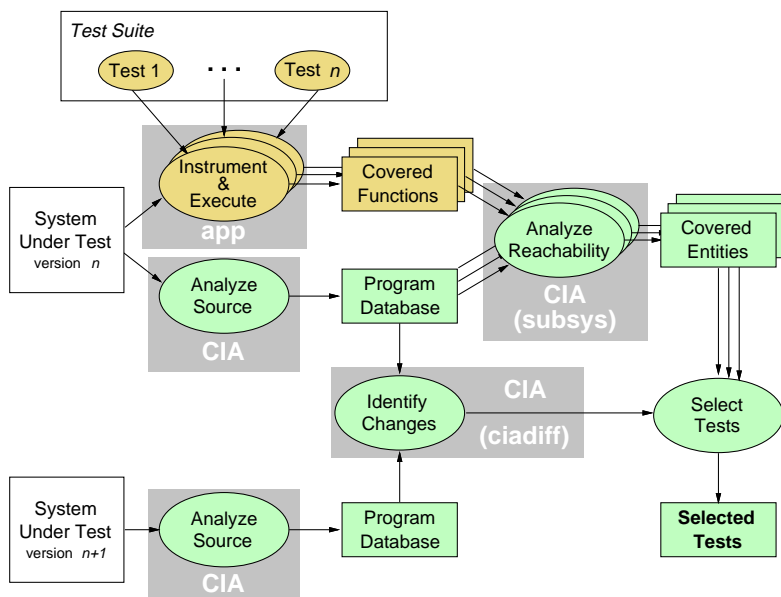 Test Suite
Test 1
. . .
Test n
Instrument
&
Execute
app
Covered
Functions
System
Under Test
version n
Analyze
Reachability
CIA
(subsys)
Covered
Entities
Analyze
Source
CIA
Program
Database
Identify
Changes
CIA
(ciadiff)
Select
Tests
System
Under Test
version n+1
Analyze
Source
CIA
Program
Database
Selected
Tests